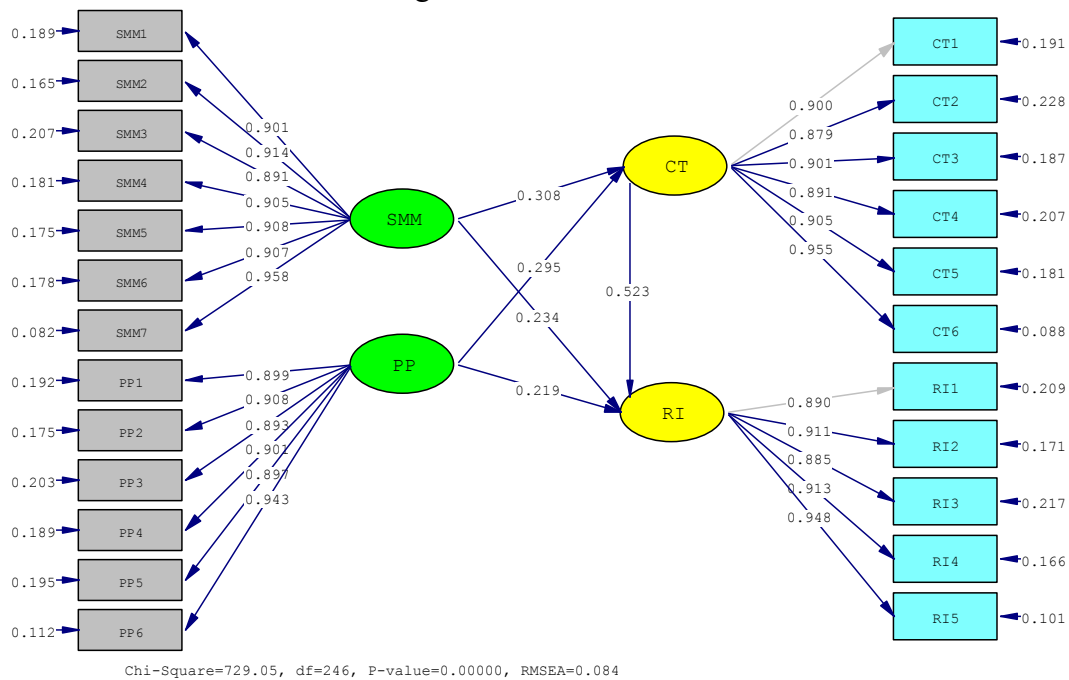 0.189 SMM1
0.165 SMM2
0.207 SMM3
0.181 SMM4
0.175 SMM5
0.178 SMM6
0.082 SMM7
0.192 PP1
0.175 PP2
0.203 PP3
0.189 PP4
0.195 PP5
0.112 PP6
0.901
0.914
0.891
0.905
0.908
0.907
0.958
0.899
0.908
0.893
0.901
0.897
0.943
SMM
PP
0.308
0.295
0.234
0.219
0.523
CT
RI
0.900
0.879
0.901
0.891
0.905
0.955
0.890
0.911
0.885
0.913
0.948
CT1 0.191
CT2 0.228
CT3 0.187
CT4 0.207
CT5 0.181
CT6 0.088
RI1 0.209
RI2 0.171
RI3 0.217
RI4 0.166
RI5 0.101
Chi-Square=729.05, df=246, P-value=0.00000, RMSEA=0.084